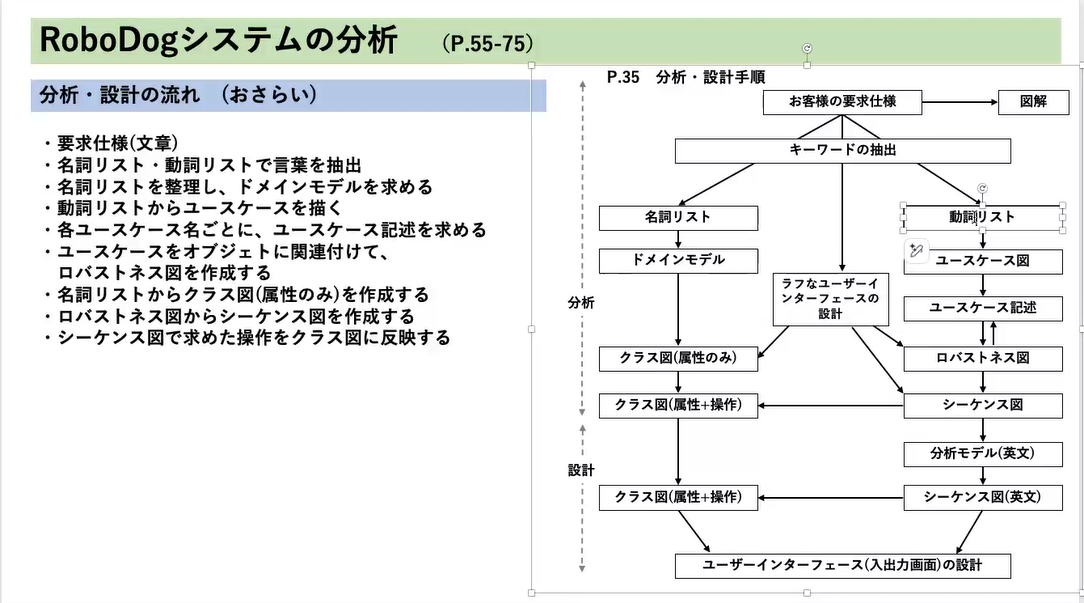 RoboDogシステムの分析 (P.55-75)
分析・設計の流れ (おさらい)
・要求仕様(文章)
・名詞リスト・動詞リストで言葉を抽出
・名詞リストを整理し、ドメインモデルを求める
・動詞リストからユースケースを描く
・各ユースケース名ごとに、ユースケース記述を求める
・ユースケースをオブジェクトに関連付けて、
ロバストネス図を作成する
・名詞リストからクラス図(属性のみ)を作成する
・ロバストネス図からシーケンス図を作成する
・シーケンス図で求めた操作をクラス図に反映する
P.35 分析・設計手順
お客様の要求仕様
図解
キーワードの抽出
名詞リスト
動詞リスト
ドメインモデル
ユースケース図
ラフなユーザーイ
ンターフェースの
設計
分析
ユースケース記述
クラス図(属性のみ)
ロバストネス図
クラス図(属性+操作)
シーケンス図
分析モデル(英文)
設計
クラス図(属性+操作)
シーケンス図(英文)
ユーザーインターフェース(入出力画面)の設計